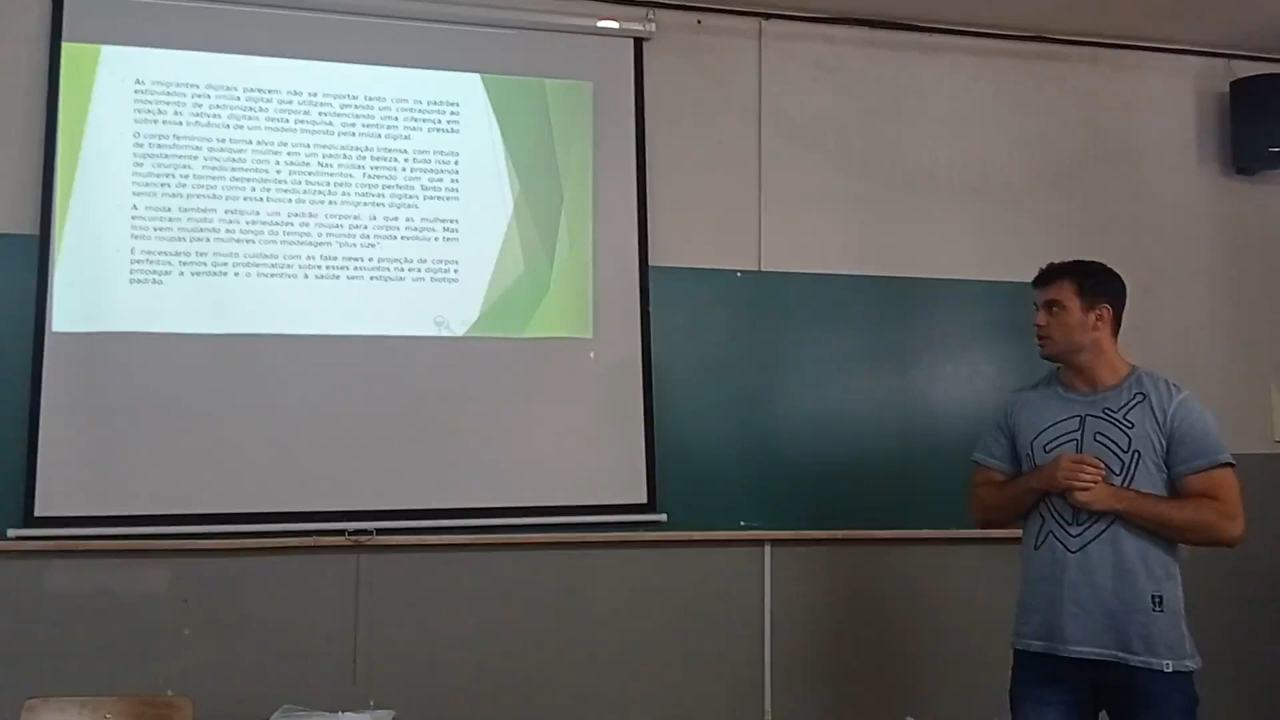 As imigrantes digitais parecem não se importar tanto com os padrões
estipulados pela mídia digital que utilizam, gerando um contraponto ao
movimento de padronização corporal, evidenciando uma diferença em
relação às nativas digitais desta pesquisa, que sentiram mais pressão
sobre essa influência de um modelo imposto pela mídia digital.
O corpo feminino se torna alvo de uma medicalização intensa, com intuito
de transformar qualquer mulher em um padrão de beleza, e tudo isso é
supostamente vinculado com a saúde. Nas mídias vemos a propaganda
de cirurgias, medicamentos e procedimentos. Fazendo com que as
mulheres se tornem dependentes da busca pelo corpo perfeito. Tanto nas
nuances de corpo como a de medicalização as nativas digitais parecem
sentir mais pressão por essa busca do que as imigrantes digitais.
A moda também estipula um padrão corporal, já que as mulheres
encontram muito mais variedades de roupas para corpos magros. Mas
isso vem mudando ao longo do tempo, o mundo da moda evoluiu e tem
feito roupas para mulheres com modelagem "plus size".
É necessário ter muito cuidado com as fake news e projeção de corpos
perfeitos, temos que problematizar sobre esses assuntos na era digital e
propagar a verdade e o incentivo à saúde sem estipular um biotipo
padrão.